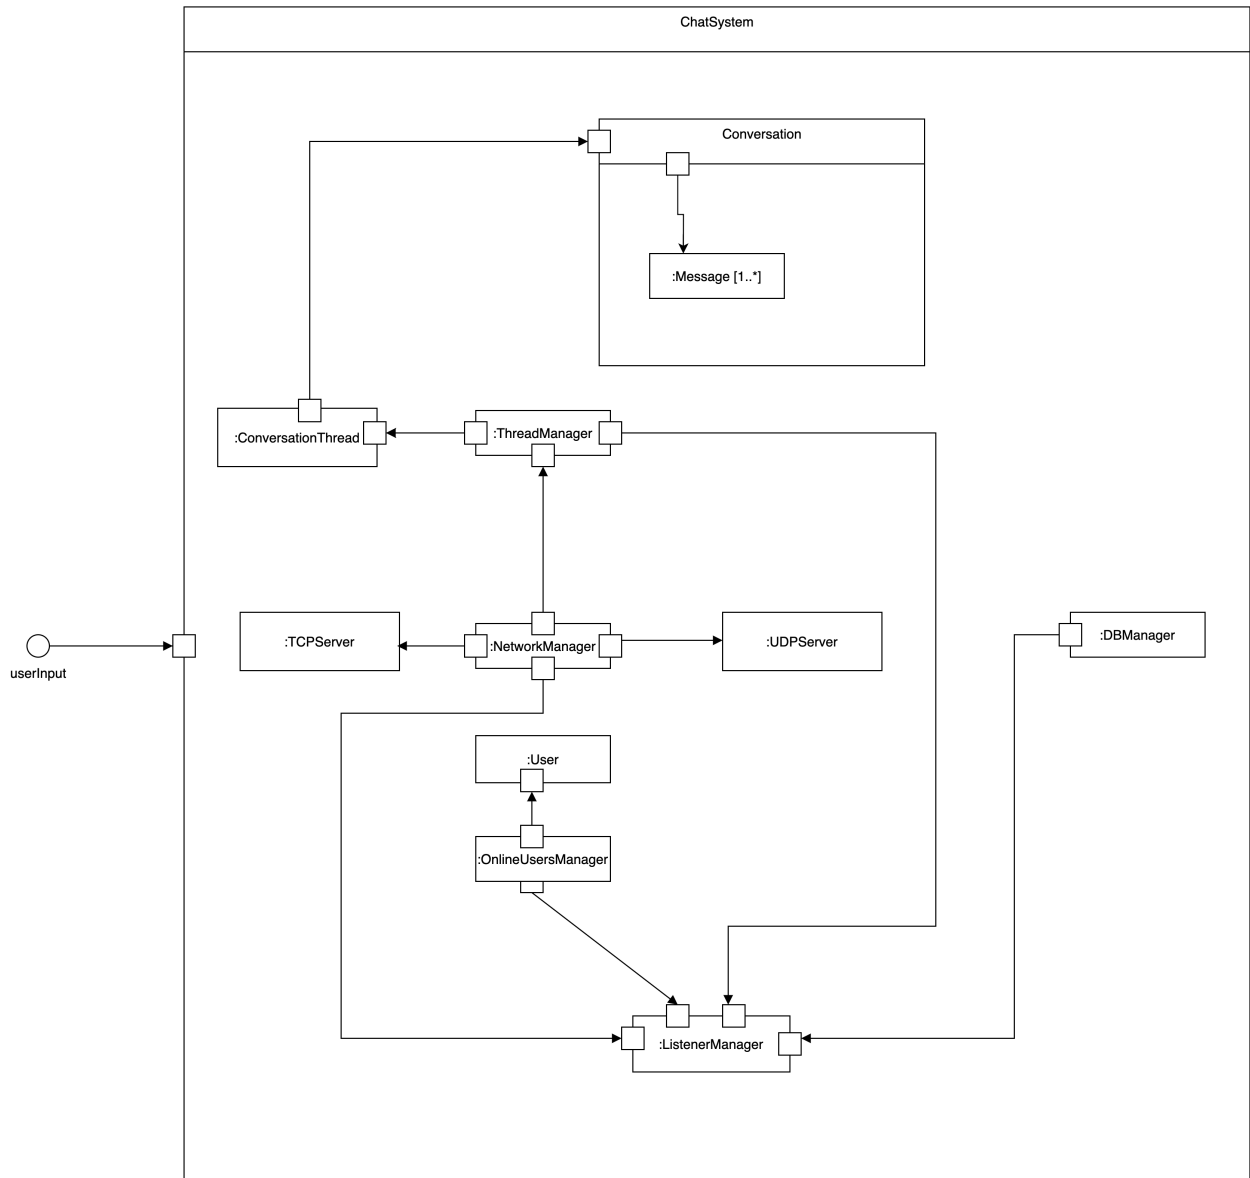 ChatSystem
Conversation
:Message [1..*]
:ConversationThread
:ThreadManager
userInput
:TCPServer
:NetworkManager
:UDPServer
:DBManager
:User
:OnlineUsersManager
:ListenerManager